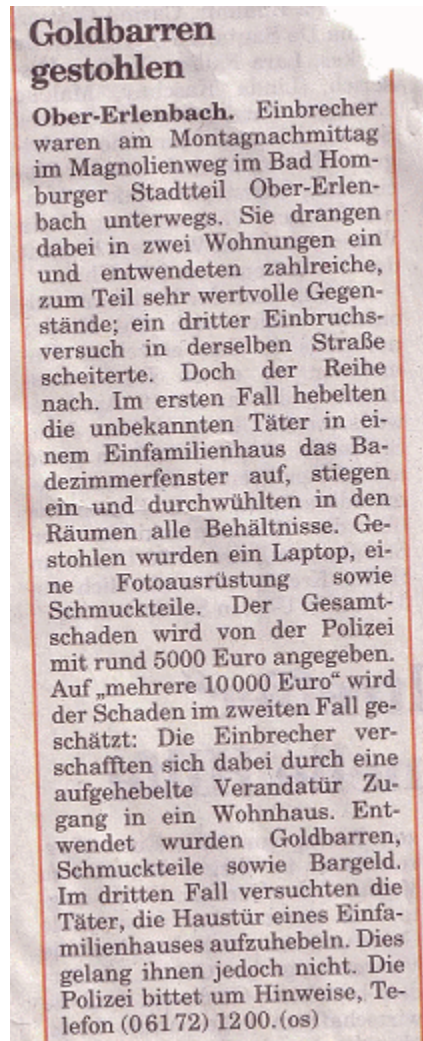 Goldbarren
gestohlen
Ober-Erlenbach. Einbrecher
waren am Montagnachmittag
im Magnolienweg im Bad Hom-
burger Stadtteil Ober-Erlen-
bach unterwegs. Sie drangen
dabei in zwei Wohnungen ein
und entwendeten zahlreiche,
zum Teil sehr wertvolle Gegen-
stände; ein dritter Einbruchs-
versuch in derselben Straße
scheiterte. Doch der Reihe
nach. Im ersten Fall hebelten
die unbekannten Täter in ei-
nem Einfamilienhaus das Ba-
dezimmerfenster auf, stiegen
ein und durchwühlten in den
Räumen alle Behältnisse. Ge-
stohlen wurden ein Laptop, ei-
ne Fotoausrüstung sowie
Schmuckteile. Der Gesamt-
schaden wird von der Polizei
mit rund 5000 Euro angegeben.
Auf „mehrere 10 000 Euro“ wird
der Schaden im zweiten Fall ge-
schätzt: Die Einbrecher ver-
schafften sich dabei durch eine
aufgehebelte Verandatür Zu-
gang in ein Wohnhaus. Ent-
wendet wurden Goldbarren,
Schmuckteile sowie Bargeld.
Im dritten Fall versuchten die
Täter, die Haustür eines Einfa-
milienhauses aufzuhebeln. Dies
gelang ihnen jedoch nicht. Die
Polizei bittet um Hinweise, Te-
lefon (0 61 72) 12 00. (os)